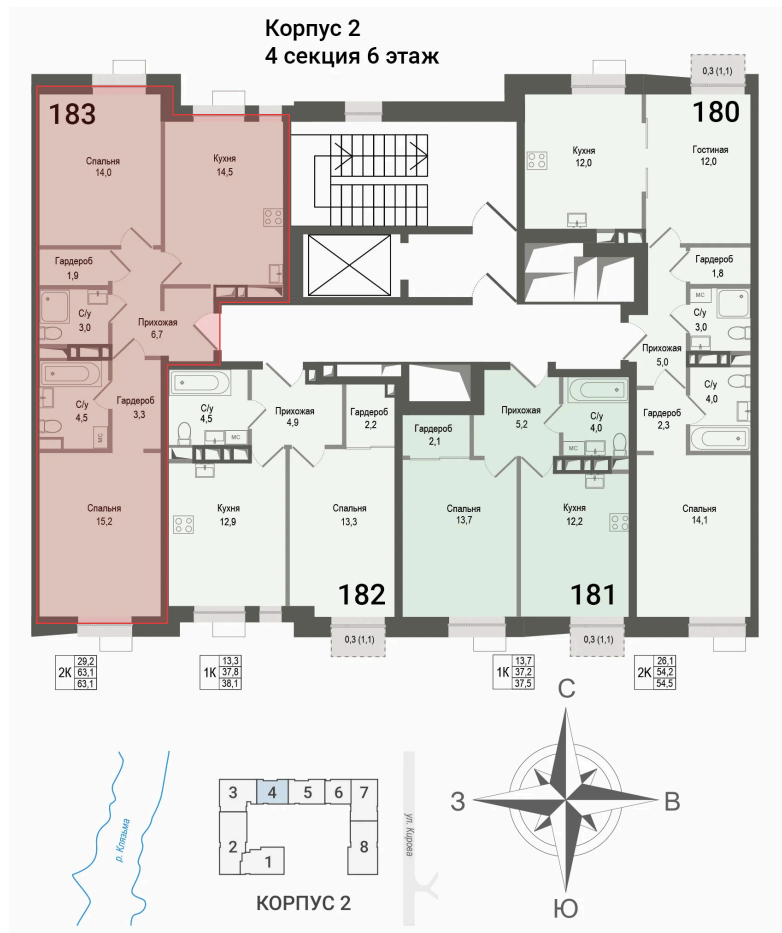 Корпус 2
4 секция 6 этаж
0,3 (1,1)
183
180
Спальня
14,0
Кухня
14,5
Кухня
12,0
Гостиная
12,0
Гардероб
1,9
Гардероб
1,8
С/у
3,0
Прихожая
6,7
МС
С/у
3,0
Прихожая
5,0
С/у
4,5
МС
Гардероб
3,3
С/у
4,5
МС
Прихожая
4,9
Гардероб
2,2
Гардероб
2,1
Прихожая
5,2
С/у
4,0
МС
Гардероб
2,3
С/у
4,0
Спальня
15,2
Кухня
12,9
Спальня
13,3
Спальня
13,7
Кухня
12,2
Спальня
14,1
182
181
0,3 (1,1)
0,3 (1,1)
2К
29,2
63,1
63,1
1К
13,3
37,8
38,1
1К
13,7
37,2
37,5
2К
26,1
54,2
54,5
С
З
В
Ю
р. Клязьма
3
4
5
6
7
2
1
8
ул. Кирова
КОРПУС 2